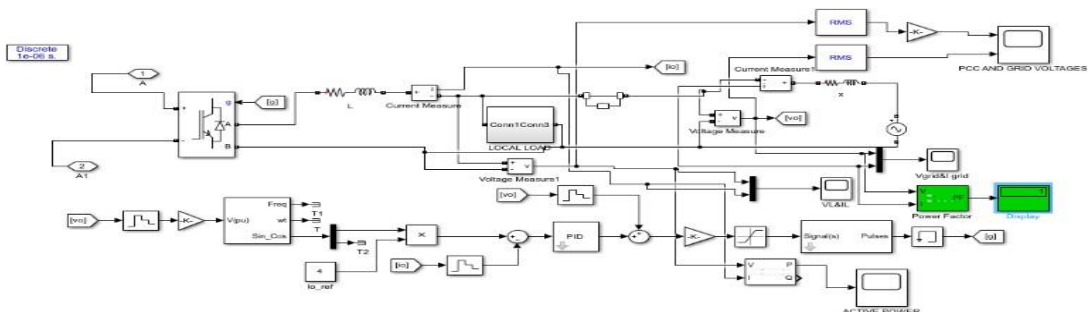 Discrete
1e-06 s.
1
A
2
A1
g
A
B
[g]
L
Current Measure
[io]
Conn1Conn3
LOCAL LOAD
Voltage Measure1
RMS
RMS
-K-
PCC AND GRID VOLTAGES
Current Measure1
x
Voltage Measure
[vo]
Vgrid&I grid
VL&IL
V
I
PF
Power Factor
1
Display
[vo]
[vo]
-K-
V(pu)
Freq
wt
Sin_Cos
T1
T
T2
4
Io_ref
X
[io]
PID
-K-
Signal(s)
Pulses
[g]
V
I
P
Q
ACTIVE POWER